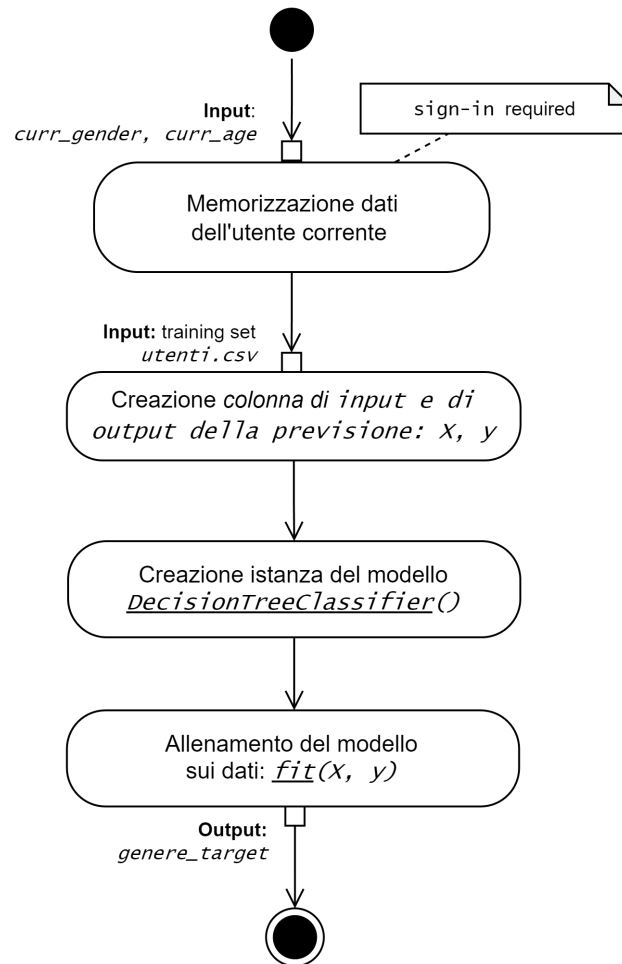 Input:
curr_gender, curr_age
sign-in required
Memorizzazione dati
dell'utente corrente
Input: training set
utenti.csv
Creazione colonna di input e di
output della previsione: X, y
Creazione istanza del modello
DecisionTreeClassifier()
Allenamento del modello
sui dati: fit(X, y)
Output:
genere_target